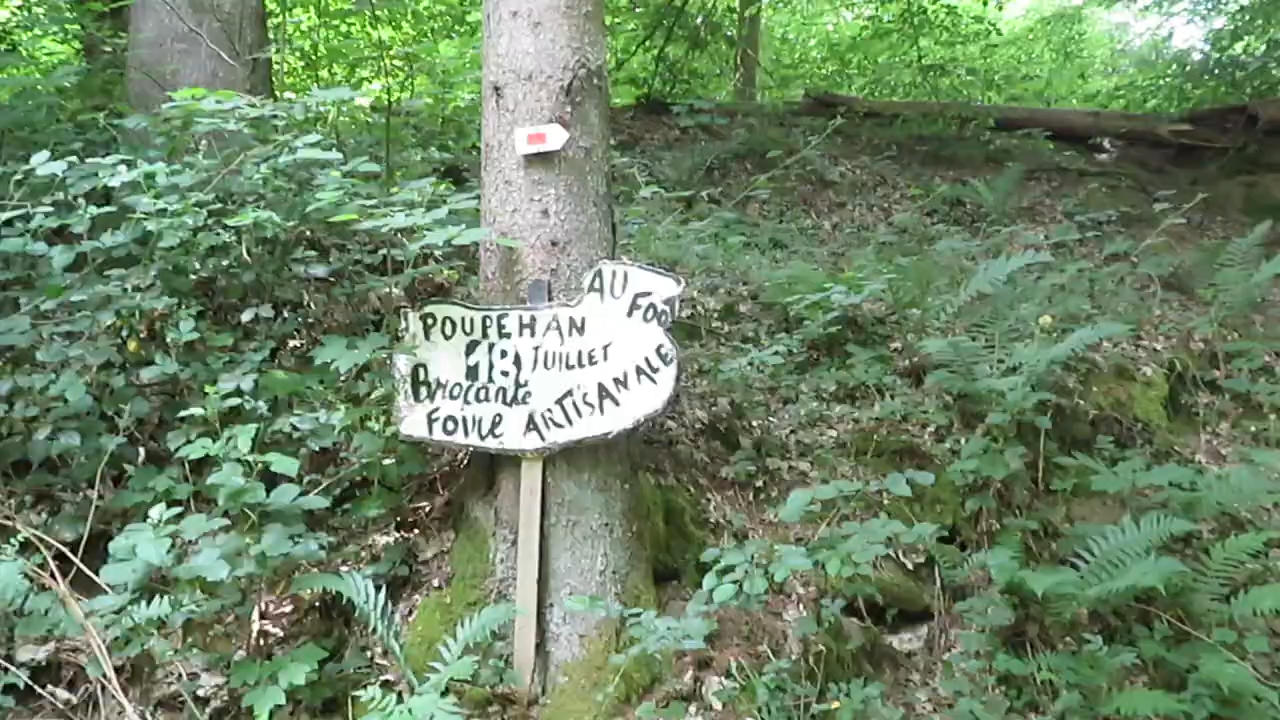 AU
FOOT
POUPEHAN
18 JUILLET
Brocante
FOIRE ARTISANALE